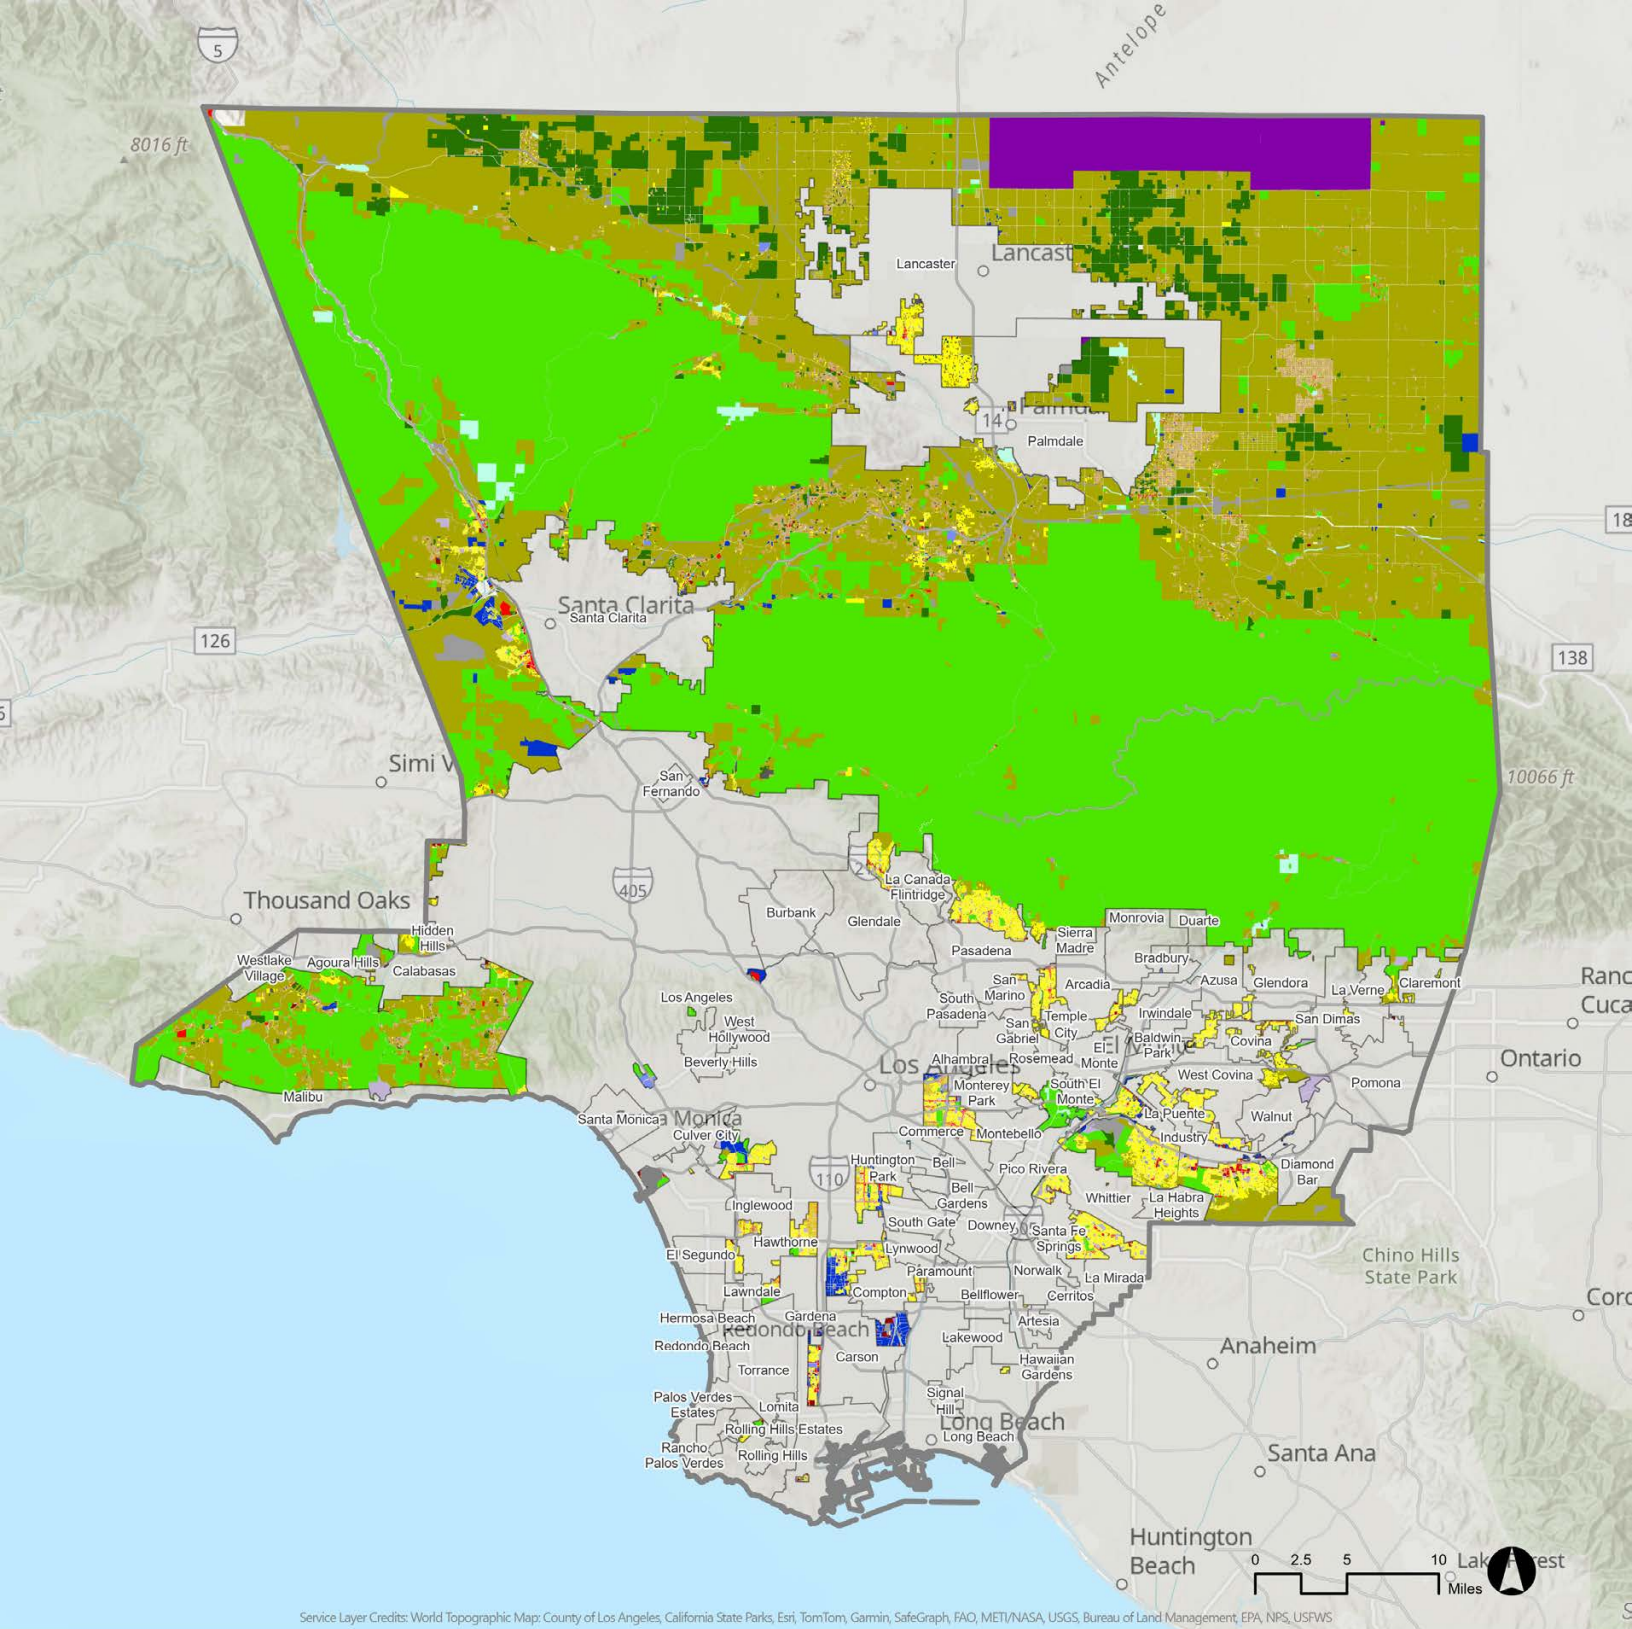 5
Antelope
8016 ft
Lancaster
Lancast
14
Palmdale
18
Santa Clarita
Santa Clarita
126
138
Simi V
San
Fernando
10066 ft
405
Thousand Oaks
La Canada
Flintridge
Burbank
Glendale
Monrovia
Duarte
Hidden
Hills
Sierra
Madre
Pasadena
Westlake
Village
Agoura Hills
Calabasas
Bradbury
Azusa
Glendora
La Verne
Claremont
Ranc
Cuca
San
Marino
Arcadia
Los Angeles
South
Pasadena
Temple
City
Irwindale
San Dimas
West
Hollywood
San
Gabriel
Baldwin
Park
Covina
Beverly Hills
Alhambra
Rosemead
El
Monte
Los Angeles
Ontario
Monterey
Park
South El
Monte
West Covina
Pomona
Malibu
Santa Monica
Culver City
Commerce
Montebello
La Puente
Walnut
Industry
110
Huntington
Park
Bell
Pico Rivera
Diamond
Bar
Bell
Gardens
Whittier
La Habra
Heights
Inglewood
South Gate
Downey
Santa Fe
Springs
Hawthorne
El Segundo
Lynwood
Chino Hills
State Park
Paramount
Norwalk
La Mirada
Lawndale
Compton
Bellflower
Cerritos
Coro
Hermosa Beach
Gardena
Redondo Beach
Artesia
Redondo Beach
Carson
Lakewood
Anaheim
Torrance
Hawaiian
Gardens
Palos Verdes
Estates
Lomita
Signal
Hill
Long Beach
Long Beach
Rolling Hills Estates
Rancho
Palos Verdes
Rolling Hills
Santa Ana
Huntington
Beach
0 2.5 5 10
Miles
Service Layer Credits: World Topographic Map: County of Los Angeles, California State Parks, Esri, TomTom, Garmin, SafeGraph, FAO, METI/NASA, USGS, Bureau of Land Management, EPA, NPS, USFWS